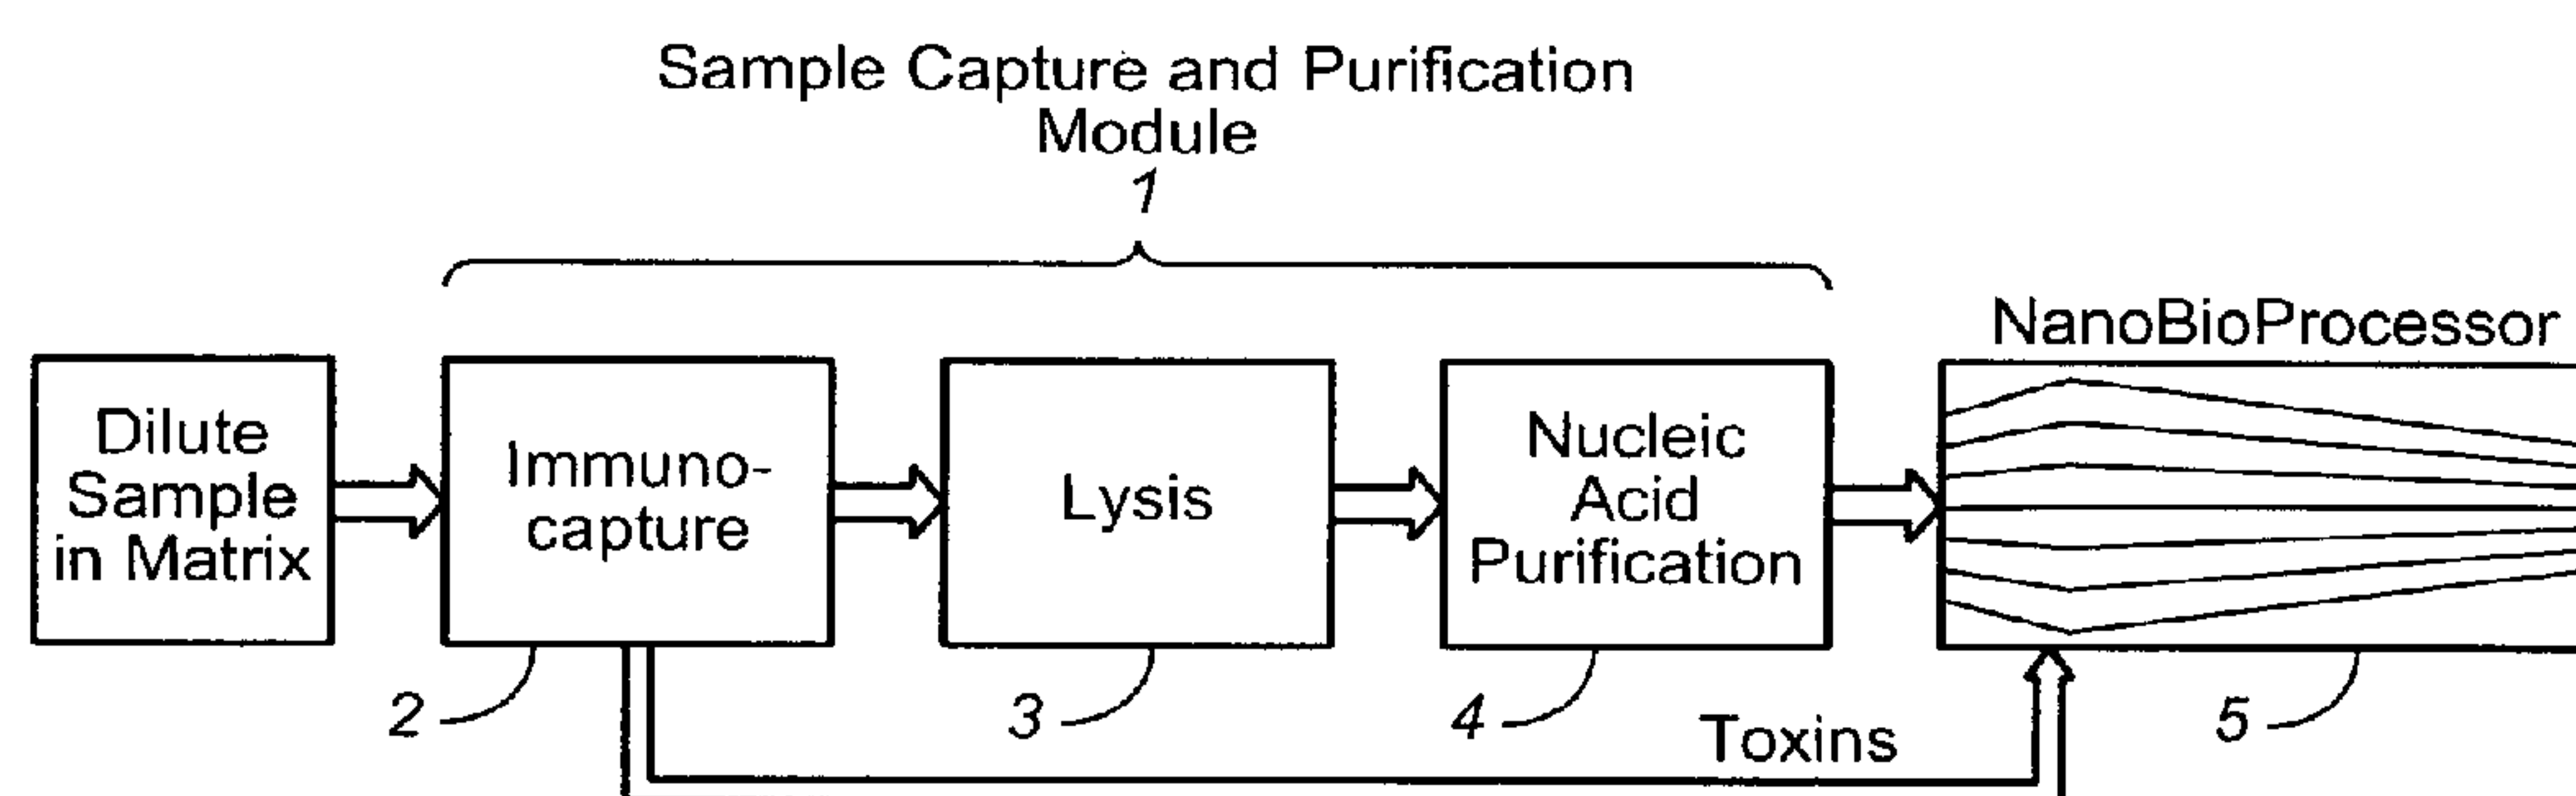 Sample Capture and Purification
Module
1
NanoBioProcessor
Dilute
Sample
in Matrix
Immuno-
capture
Lysis
Nucleic
Acid
Purification
2
3
4
Toxins
5